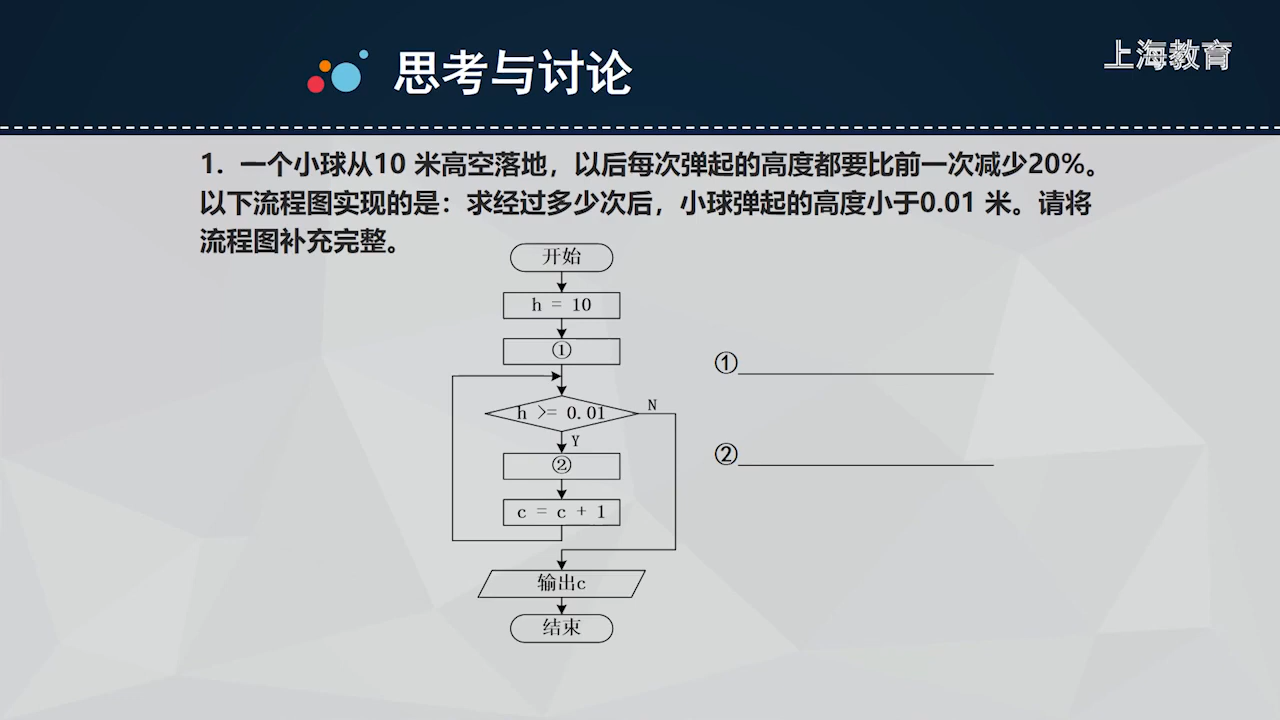 思考与讨论
上海教育
1. 一个小球从10 米高空落地，以后每次弹起的高度都要比前一次减少20%。
以下流程图实现的是：求经过多少次后，小球弹起的高度小于0.01 米。请将
流程图补充完整。
开始
h = 10
①
h >= 0.01
N
Y
②
c = c + 1
输出c
结束
①
②